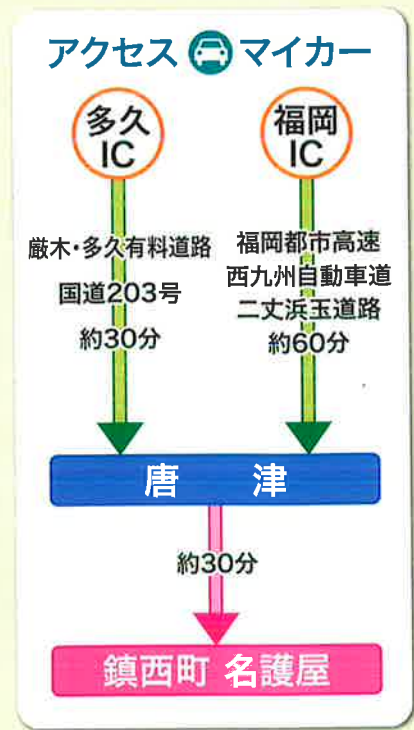 アクセス マイカー
多久
IC
厳木・多久有料道路
国道203号
約30分
福岡
IC
福岡都市高速
西九州自動車道
二丈浜玉道路
約60分
唐 津
約30分
鎮西町 名護屋